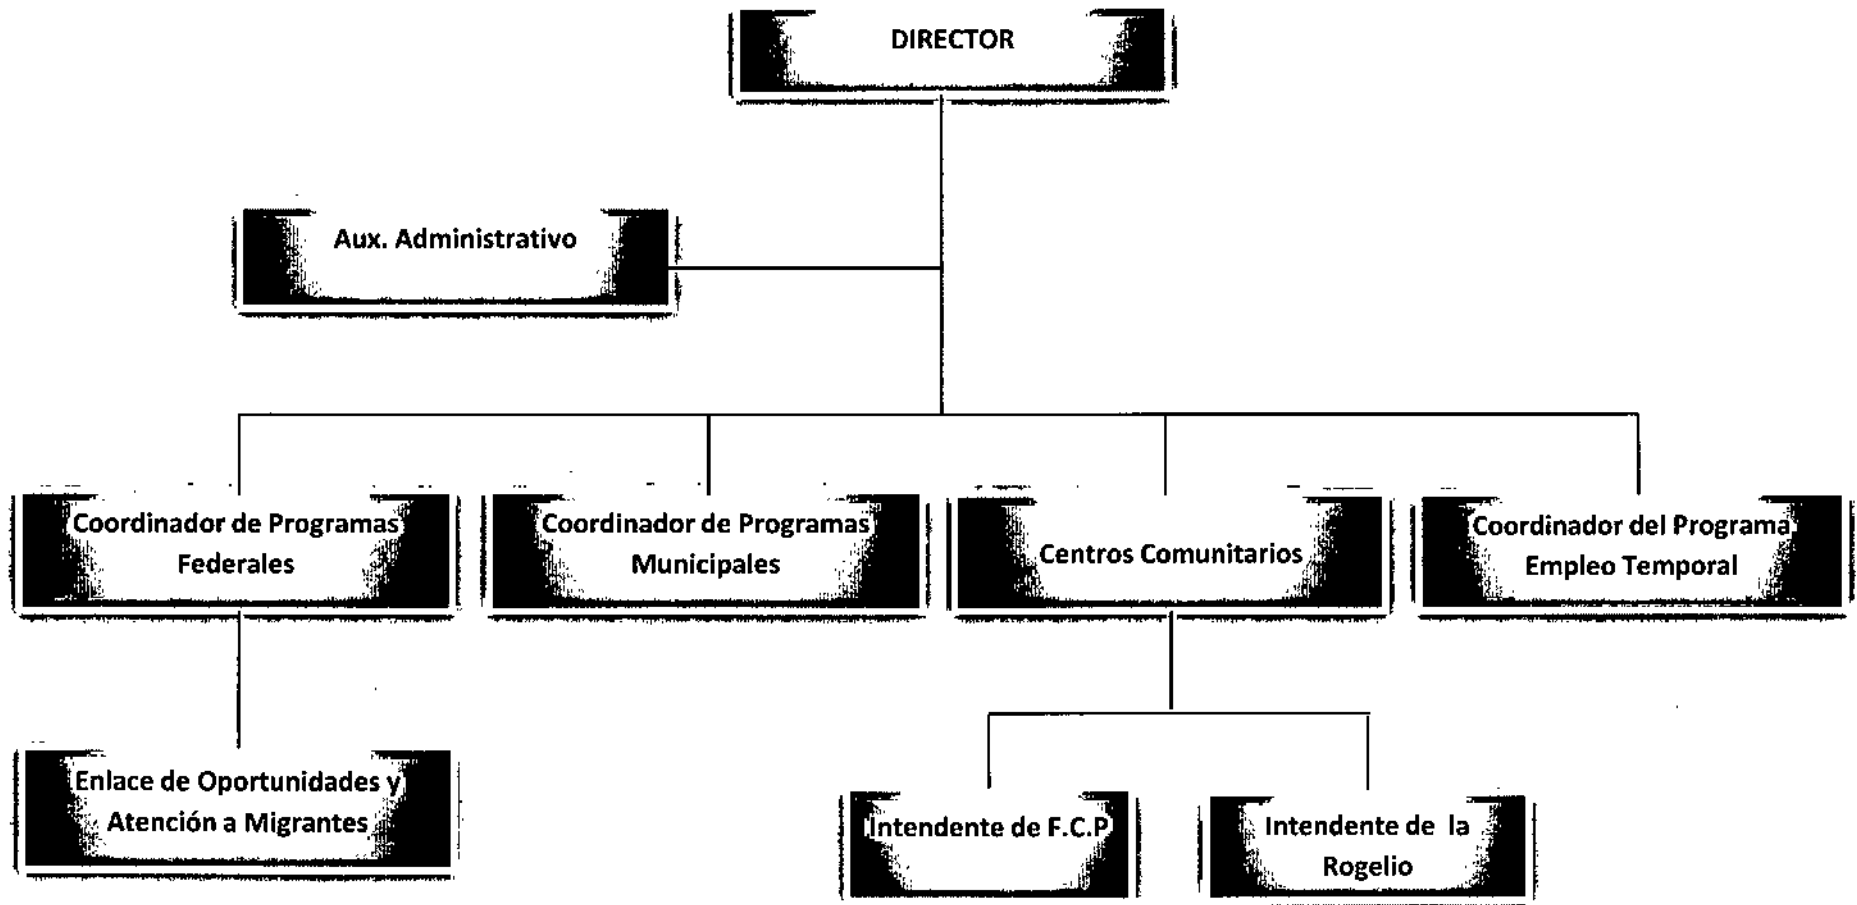 DIRECTOR
Aux. Administrativo
Coordinador de Programas
Federales
Coordinador de Programas
Municipales
Centros Comunitarios
Coordinador del Programa
Empleo Temporal
Enlace de Oportunidades y
Atención a Migrantes
Intendente de F.C.P
Intendente de la
Rogelio